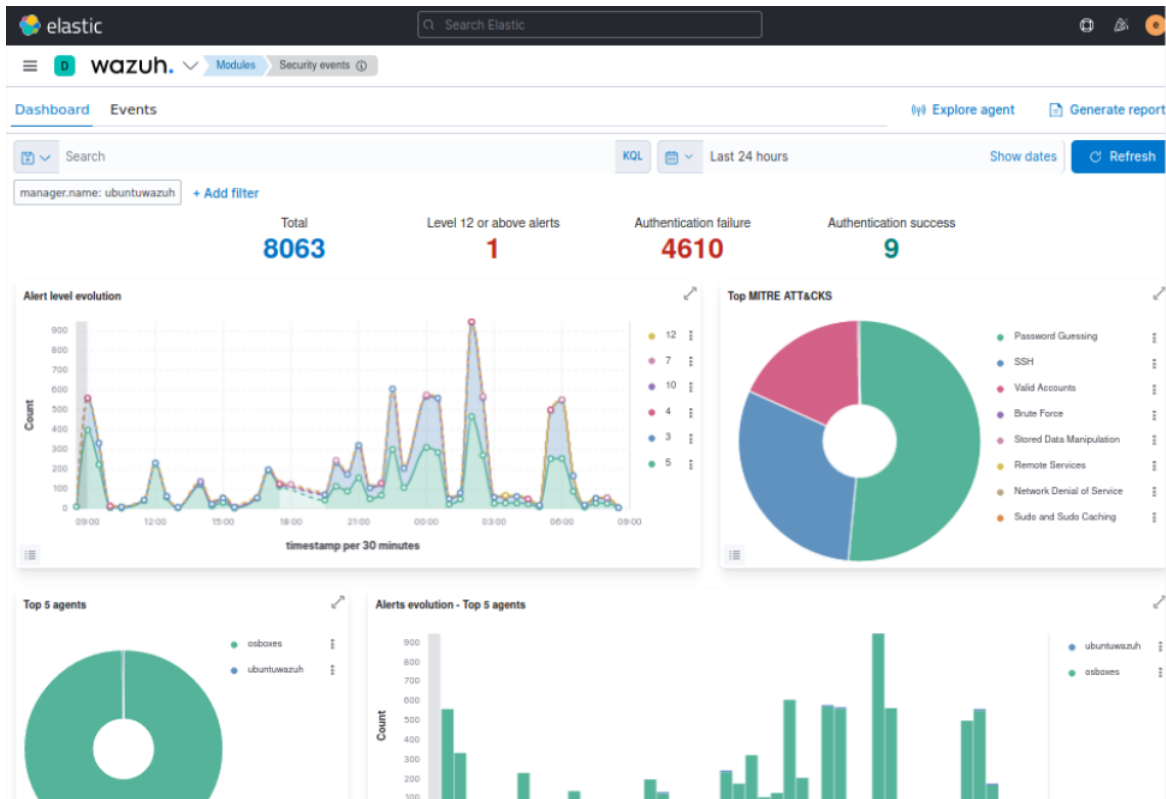 elastic
Search Elastic
e
D wazuh. Modules Security events
Dashboard Events
Explore agent Generate report
Search KQL Last 24 hours Show dates Refresh
manager.name: ubuntuwazuh + Add filter
Total
8063
Level 12 or above alerts
1
Authentication failure
4610
Authentication success
9
Alert level evolution
Count
900
800
700
600
500
400
300
200
100
0
09:00 12:00 15:00 18:00 21:00 00:00 03:00 06:00 09:00
timestamp per 30 minutes
12
7
10
4
3
5
Top MITRE ATT&CKS
Password Guessing
SSH
Valid Accounts
Brute Force
Stored Data Manipulation
Remote Services
Network Denial of Service
Sudo and Sudo Caching
Top 5 agents
osboxes
ubuntuwazuh
Alerts evolution - Top 5 agents
Count
900
800
700
600
500
400
300
200
100
ubuntuwazuh
osboxes